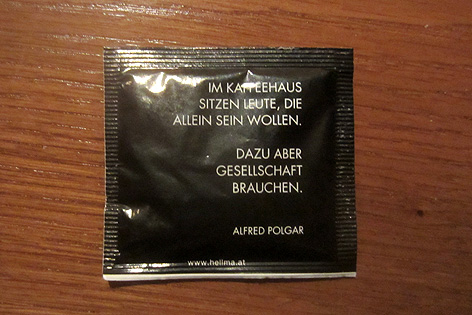 IM KAFFEEHAUS
SITZEN LEUTE, DIE
ALLEIN SEIN WOLLEN.
DAZU ABER
GESELLSCHAFT
BRAUCHEN.
ALFRED POLGAR
www.hellma.at